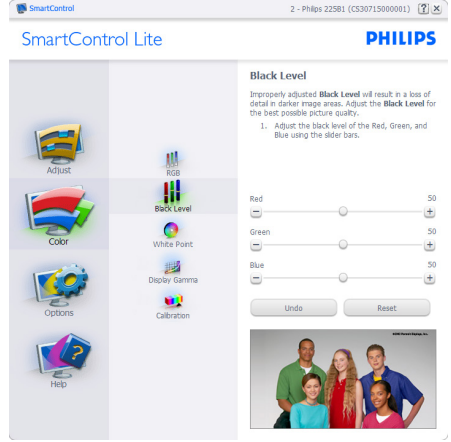 SmartControl
2 - Philips 225B1 (CS30715000001)
SmartControl Lite
PHILIPS
Adjust
Color
Options
Help
RGB
Black Level
White Point
Display Gamma
Calibration
Black Level
Improperly adjusted Black Level will result in a loss of
detail in darker image areas. Adjust the Black Level for
the best possible picture quality.
1. Adjust the black level of the Red, Green, and
Blue using the slider bars.
Red 50
Green 50
Blue 50
Undo
Reset